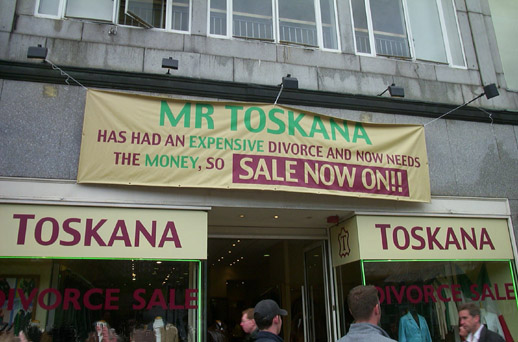 MR TOSKANA
HAS HAD AN EXPENSIVE DIVORCE AND NOW NEEDS
THE MONEY, SO SALE NOW ON!!
TOSKANA
TOSKANA
DIVORCE SALE
DIVORCE SALE